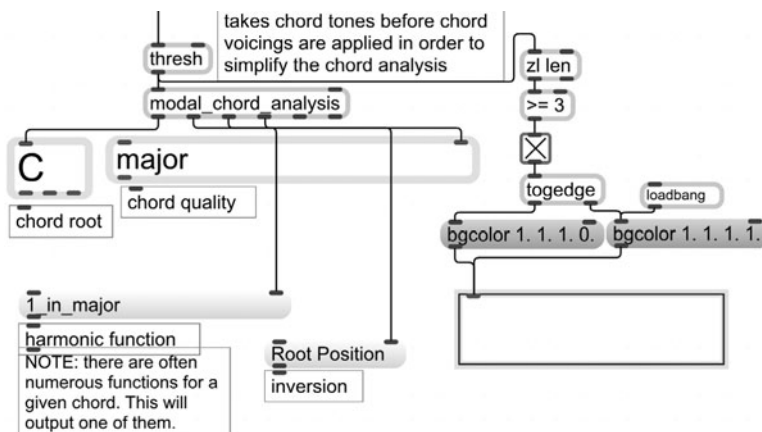 takes chord tones before chord
voicings are applied in order to
simplify the chord analysis
thresh
zl len
modal_chord_analysis
>= 3
C
major
chord root
chord quality
togedge
loadbang
bgcolor 1. 1. 1. 0.
bgcolor 1. 1. 1. 1.
1_in_major
harmonic function
NOTE: there are often
numerous functions for a
given chord. This will
output one of them.
Root Position
inversion